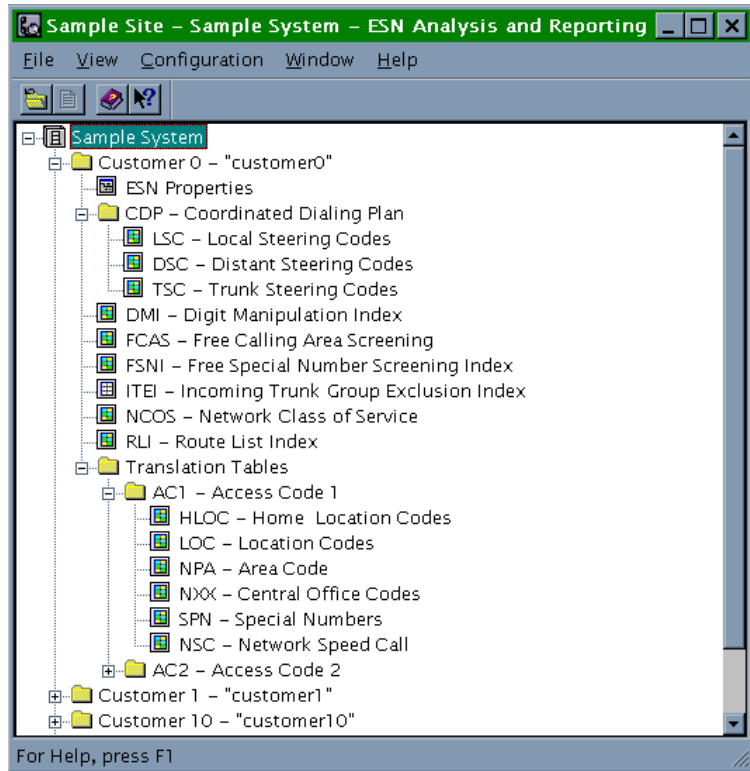 Sample Site – Sample System – ESN Analysis and Reporting
File View Configuration Window Help
Sample System
Customer 0 – "customer0"
ESN Properties
CDP – Coordinated Dialing Plan
LSC – Local Steering Codes
DSC – Distant Steering Codes
TSC – Trunk Steering Codes
DMI – Digit Manipulation Index
FCAS – Free Calling Area Screening
FSNI – Free Special Number Screening Index
ITEI – Incoming Trunk Group Exclusion Index
NCOS – Network Class of Service
RLI – Route List Index
Translation Tables
AC1 – Access Code 1
HLOC – Home Location Codes
LOC – Location Codes
NPA – Area Code
NXX – Central Office Codes
SPN – Special Numbers
NSC – Network Speed Call
AC2 – Access Code 2
Customer 1 – "customer1"
Customer 10 – "customer10"
For Help, press F1